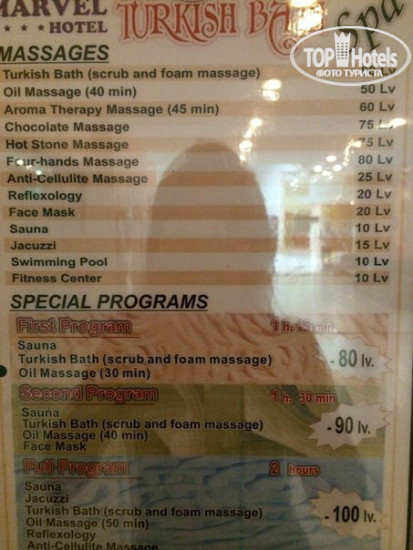 MARVEL
HOTEL
TURKISH BATH
Spa
TOP Hotels
ФОТО ТУРИСТА
MASSAGES
Turkish Bath (scrub and foam massage) Lv
Oil Massage (40 min) 50 Lv
Aroma Therapy Massage (45 min) 60 Lv
Chocolate Massage 75 Lv
Hot Stone Massage 75 Lv
Four-hands Massage 80 Lv
Anti-Cellulite Massage 25 Lv
Reflexology 20 Lv
Face Mask 20 Lv
Sauna 10 Lv
Jacuzzi 15 Lv
Swimming Pool 10 Lv
Fitness Center 10 Lv
SPECIAL PROGRAMS
First Program 1 h. 15 min
Sauna
Turkish Bath (scrub and foam massage)
Oil Massage (30 min)
- 80 lv.
Second Program 1 h. 30 min
Sauna
Turkish Bath (scrub and foam massage)
Oil Massage (40 min)
Face Mask
- 90 lv.
Full Program 2 hours
Sauna
Jacuzzi
Turkish Bath (scrub and foam massage)
Oil Massage (50 min)
Reflexology
Anti-Cellulite Massage
- 100 lv.